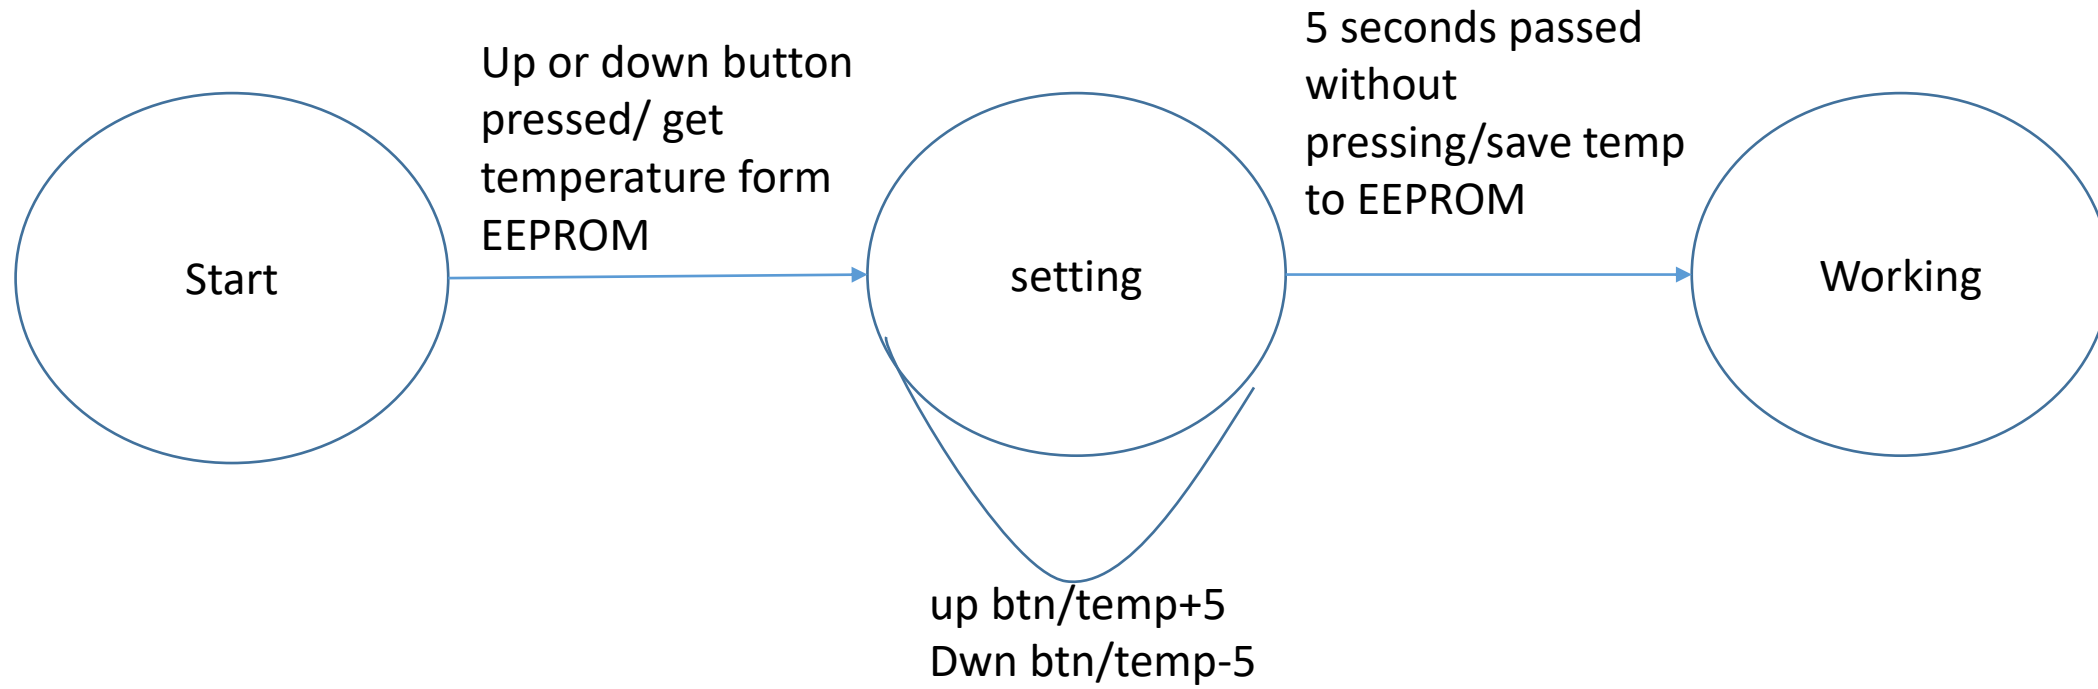 Start
Up or down button
pressed/ get
temperature form
EEPROM
setting
5 seconds passed
without
pressing/save temp
to EEPROM
Working
up btn/temp+5
Dwn btn/temp-5